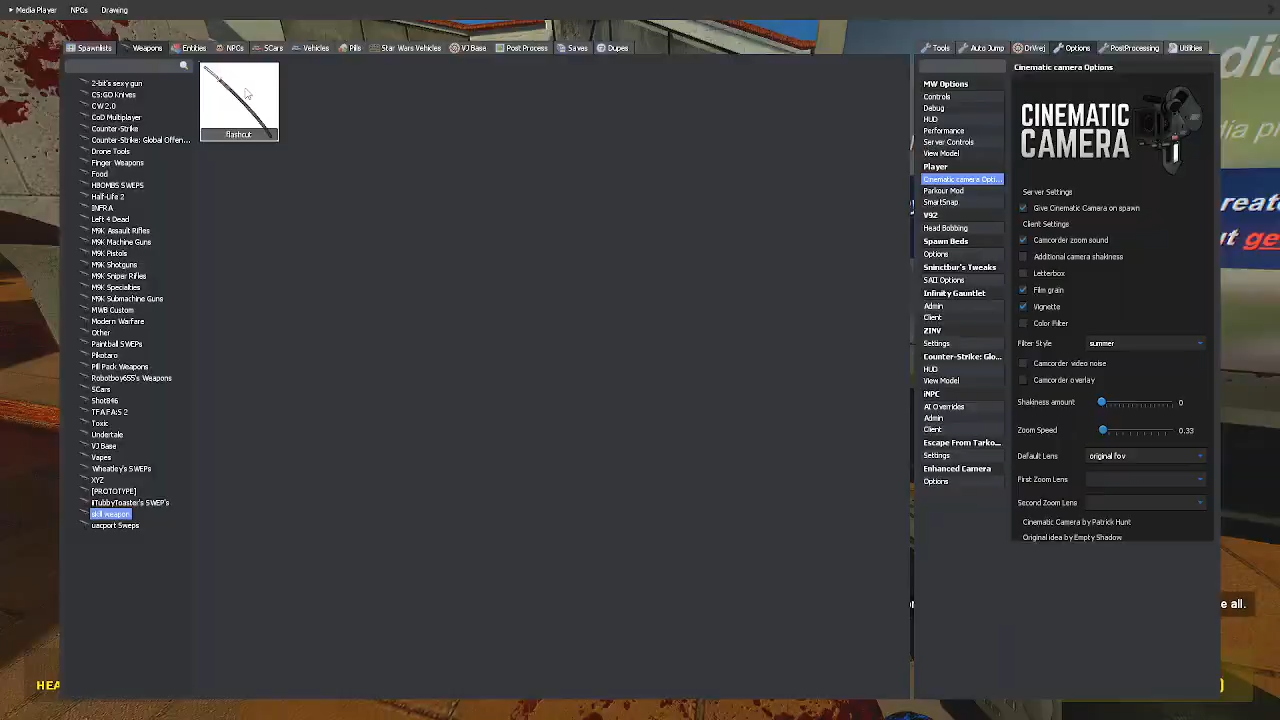 Media Player NPCs Drawing
Spawnlists Weapons Entities NPCs SCars Vehicles Pills Star Wars Vehicles VJ Base Post Process Saves Dupes
Tools Auto Jump DrVrej Options PostProcessing Utilities
2-bit's sexy gun
CS:GO Knives
CW 2.0
CoD Multiplayer
Counter-Strike
Counter-Strike: Global Offen...
Drone Tools
Finger Weapons
Food
HBOMBS SWEPS
Half-Life 2
INFRA
Left 4 Dead
M9K Assault Rifles
M9K Machine Guns
M9K Pistols
M9K Shotguns
M9K Sniper Rifles
M9K Specialties
M9K Submachine Guns
MWB Custom
Modern Warfare
Other
Paintball SWEPs
Pikotaro
Pill Pack Weapons
Robotboy655's Weapons
SCars
Shot846
TFA F.A.S: 2
Toxic
Undertale
VJ Base
Vapes
Wheatley's SWEPs
XYZ
[PROTOTYPE]
iTubbyToaster's SWEP's
skill weapon
uacport Sweps
flashcut
MW Options
Controls
Debug
HUD
Performance
Server Controls
View Model
Player
Cinematic camera Opti...
Parkour Mod
SmartSnap
V92
Head Bobbing
Spawn Beds
Options
Sninctbur's Tweaks
SAII Options
Infinity Gauntlet
Admin
Client
ZINV
Settings
Counter-Strike: Glo...
HUD
View Model
iNPC
AI Overrides
Admin
Client
Escape From Tarko...
Settings
Enhanced Camera
Options
Cinematic camera Options
CINEMATIC
CAMERA
Server Settings
Give Cinematic Camera on spawn
Client Settings
Camcorder zoom sound
Additional camera shakiness
Letterbox
Film grain
Vignette
Color Filter
Filter Style summer
Camcorder video noise
Camcorder overlay
Shakiness amount 0
Zoom Speed 0.33
Default Lens original fov
First Zoom Lens
Second Zoom Lens
Cinematic Camera by Patrick Hunt
Original idea by Empty Shadow
dia
dia p
reate
ut ge
e all.
HEA